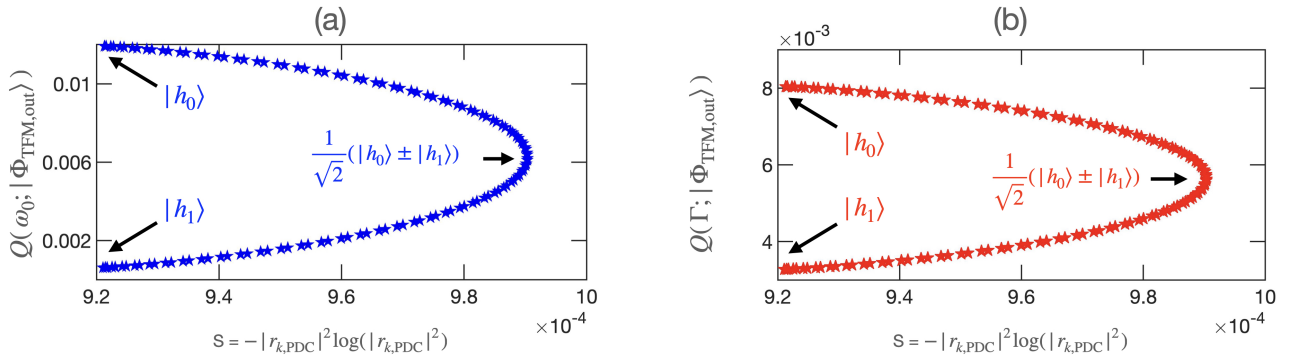 (a)
Q(ω₀; |Φ_TFM,out⟩)
0.01
0.006
0.002
|h₀⟩
1/√2 (|h₀⟩ ± |h₁⟩)
|h₁⟩
9.2 9.4 9.6 9.8 10
×10⁻⁴
S = −|r_k,PDC|² log(|r_k,PDC|²)
(b)
×10⁻³
Q(Γ; |Φ_TFM,out⟩)
8
6
4
|h₀⟩
1/√2 (|h₀⟩ ± |h₁⟩)
|h₁⟩
9.2 9.4 9.6 9.8 10
×10⁻⁴
S = −|r_k,PDC|² log(|r_k,PDC|²)